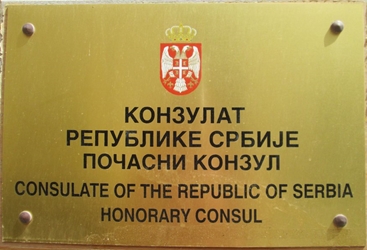 КОНЗУЛАТ
РЕПУБЛИКЕ СРБИЈЕ
ПОЧАСНИ КОНЗУЛ
CONSULATE OF THE REPUBLIC OF SERBIA
HONORARY CONSUL